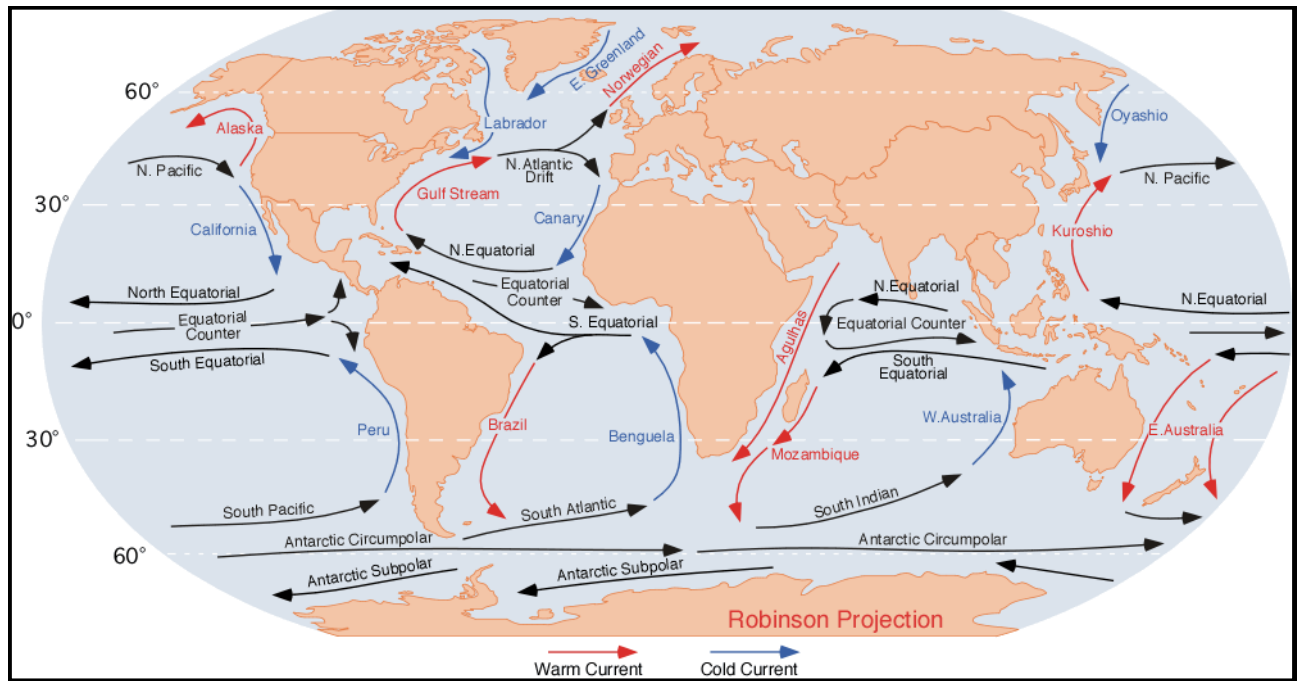 E. Greenland
Norwegian
60°
Labrador
Oyashio
Alaska
N. Pacific
N. Atlantic
Drift
N. Pacific
Gulf Stream
30°
California
Canary
Kuroshio
N.Equatorial
North Equatorial
Equatorial
Counter
N.Equatorial
N.Equatorial
0°
Equatorial
Counter
S. Equatorial
Equatorial Counter
Agulhas
South Equatorial
South
Equatorial
W.Australia
30°
Peru
Brazil
Benguela
E.Australia
Mozambique
South Pacific
South Atlantic
South Indian
Antarctic Circumpolar
Antarctic Circumpolar
60°
Antarctic Subpolar
Antarctic Subpolar
Robinson Projection
Warm Current
Cold Current